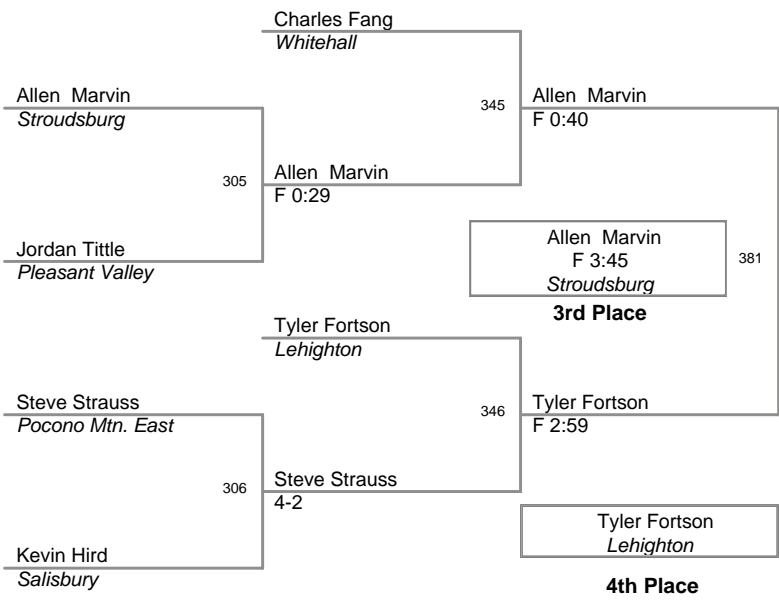 Charles Fang
Whitehall
Allen Marvin
Stroudsburg
345
Allen Marvin
F 0:40
305
Allen Marvin
F 0:29
Jordan Tittle
Pleasant Valley
Allen Marvin
F 3:45
Stroudsburg
381
3rd Place
Tyler Fortson
Lehighton
Steve Strauss
Pocono Mtn. East
346
Tyler Fortson
F 2:59
306
Steve Strauss
4-2
Tyler Fortson
Lehighton
Kevin Hird
Salisbury
4th Place